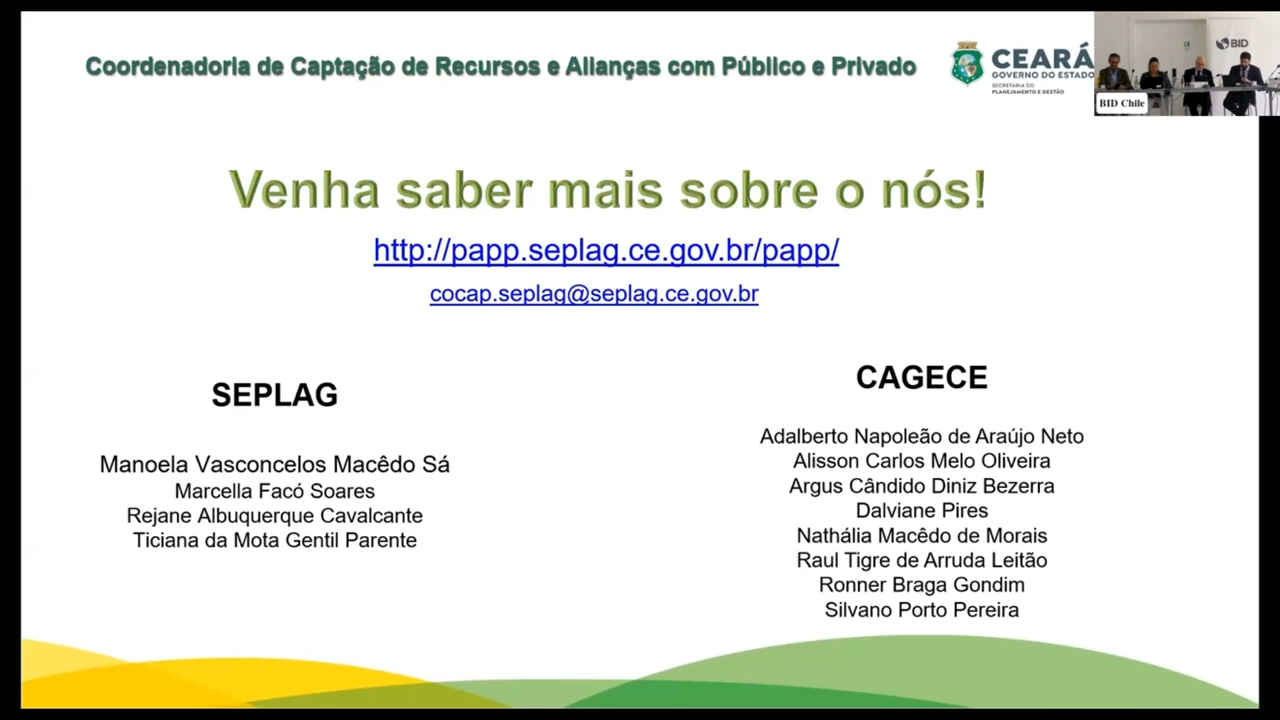 Coordenadoria de Captação de Recursos e Alianças com Público e Privado
CEARÁ
GOVERNO DO ESTADO
SECRETARIA DO
PLANEJAMENTO E GESTÃO
BID
BID Chile
Venha saber mais sobre o nós!
http://papp.seplag.ce.gov.br/papp/
cocap.seplag@seplag.ce.gov.br
SEPLAG
Manoela Vasconcelos Macêdo Sá
Marcella Facó Soares
Rejane Albuquerque Cavalcante
Ticiana da Mota Gentil Parente
CAGECE
Adalberto Napoleão de Araújo Neto
Alisson Carlos Melo Oliveira
Argus Cândido Diniz Bezerra
Dalviane Pires
Nathália Macêdo de Morais
Raul Tigre de Arruda Leitão
Ronner Braga Gondim
Silvano Porto Pereira